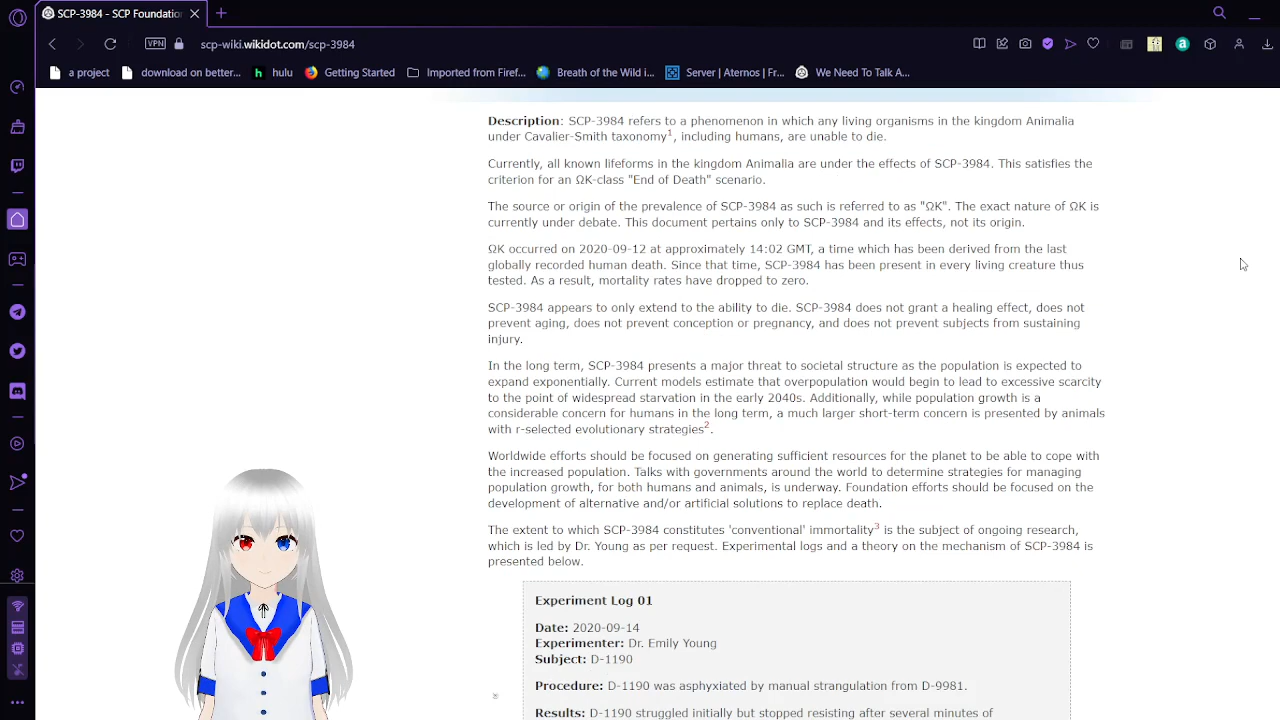 SCP-3984 - SCP Foundation
VPN
scp-wiki.wikidot.com/scp-3984
a project
download on better...
hulu
Getting Started
Imported from Firef...
Breath of the Wild i...
Server | Aternos | Fr...
We Need To Talk A...
Description: SCP-3984 refers to a phenomenon in which any living organisms in the kingdom Animalia
under Cavalier-Smith taxonomy1, including humans, are unable to die.
Currently, all known lifeforms in the kingdom Animalia are under the effects of SCP-3984. This satisfies the
criterion for an ΩK-class "End of Death" scenario.
The source or origin of the prevalence of SCP-3984 as such is referred to as "ΩK". The exact nature of ΩK is
currently under debate. This document pertains only to SCP-3984 and its effects, not its origin.
ΩK occurred on 2020-09-12 at approximately 14:02 GMT, a time which has been derived from the last
globally recorded human death. Since that time, SCP-3984 has been present in every living creature thus
tested. As a result, mortality rates have dropped to zero.
SCP-3984 appears to only extend to the ability to die. SCP-3984 does not grant a healing effect, does not
prevent aging, does not prevent conception or pregnancy, and does not prevent subjects from sustaining
injury.
In the long term, SCP-3984 presents a major threat to societal structure as the population is expected to
expand exponentially. Current models estimate that overpopulation would begin to lead to excessive scarcity
to the point of widespread starvation in the early 2040s. Additionally, while population growth is a
considerable concern for humans in the long term, a much larger short-term concern is presented by animals
with r-selected evolutionary strategies2.
Worldwide efforts should be focused on generating sufficient resources for the planet to be able to cope with
the increased population. Talks with governments around the world to determine strategies for managing
population growth, for both humans and animals, is underway. Foundation efforts should be focused on the
development of alternative and/or artificial solutions to replace death.
The extent to which SCP-3984 constitutes 'conventional' immortality3 is the subject of ongoing research,
which is led by Dr. Young as per request. Experimental logs and a theory on the mechanism of SCP-3984 is
presented below.
Experiment Log 01
Date: 2020-09-14
Experimenter: Dr. Emily Young
Subject: D-1190
Procedure: D-1190 was asphyxiated by manual strangulation from D-9981.
Results: D-1190 struggled initially but stopped resisting after several minutes of